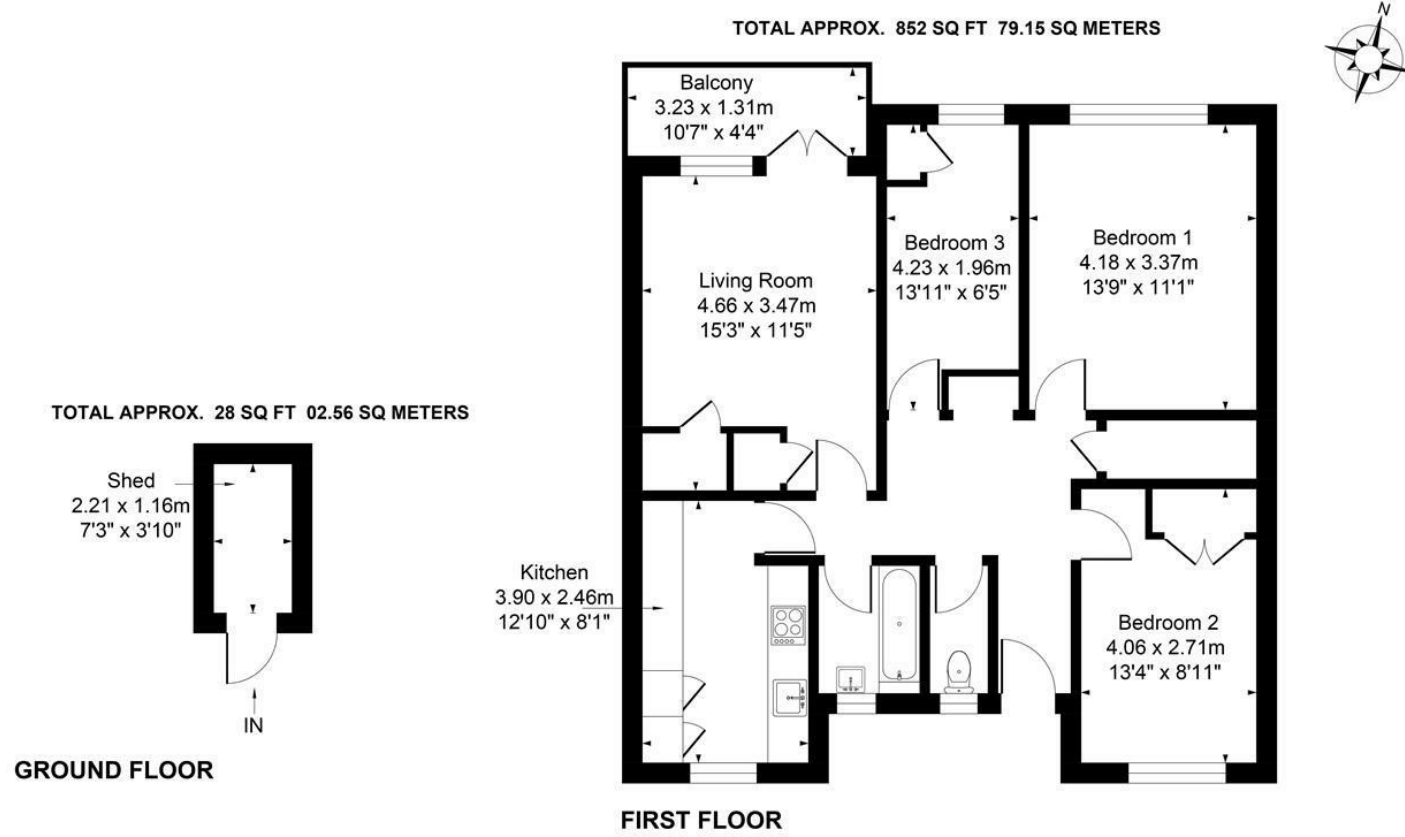 TOTAL APPROX. 852 SQ FT 79.15 SQ METERS
N
Balcony
3.23 x 1.31m
10'7" x 4'4"
Bedroom 3
4.23 x 1.96m
13'11" x 6'5"
Bedroom 1
4.18 x 3.37m
13'9" x 11'1"
Living Room
4.66 x 3.47m
15'3" x 11'5"
TOTAL APPROX. 28 SQ FT 02.56 SQ METERS
Shed
2.21 x 1.16m
7'3" x 3'10"
IN
Kitchen
3.90 x 2.46m
12'10" x 8'1"
Bedroom 2
4.06 x 2.71m
13'4" x 8'11"
GROUND FLOOR
FIRST FLOOR